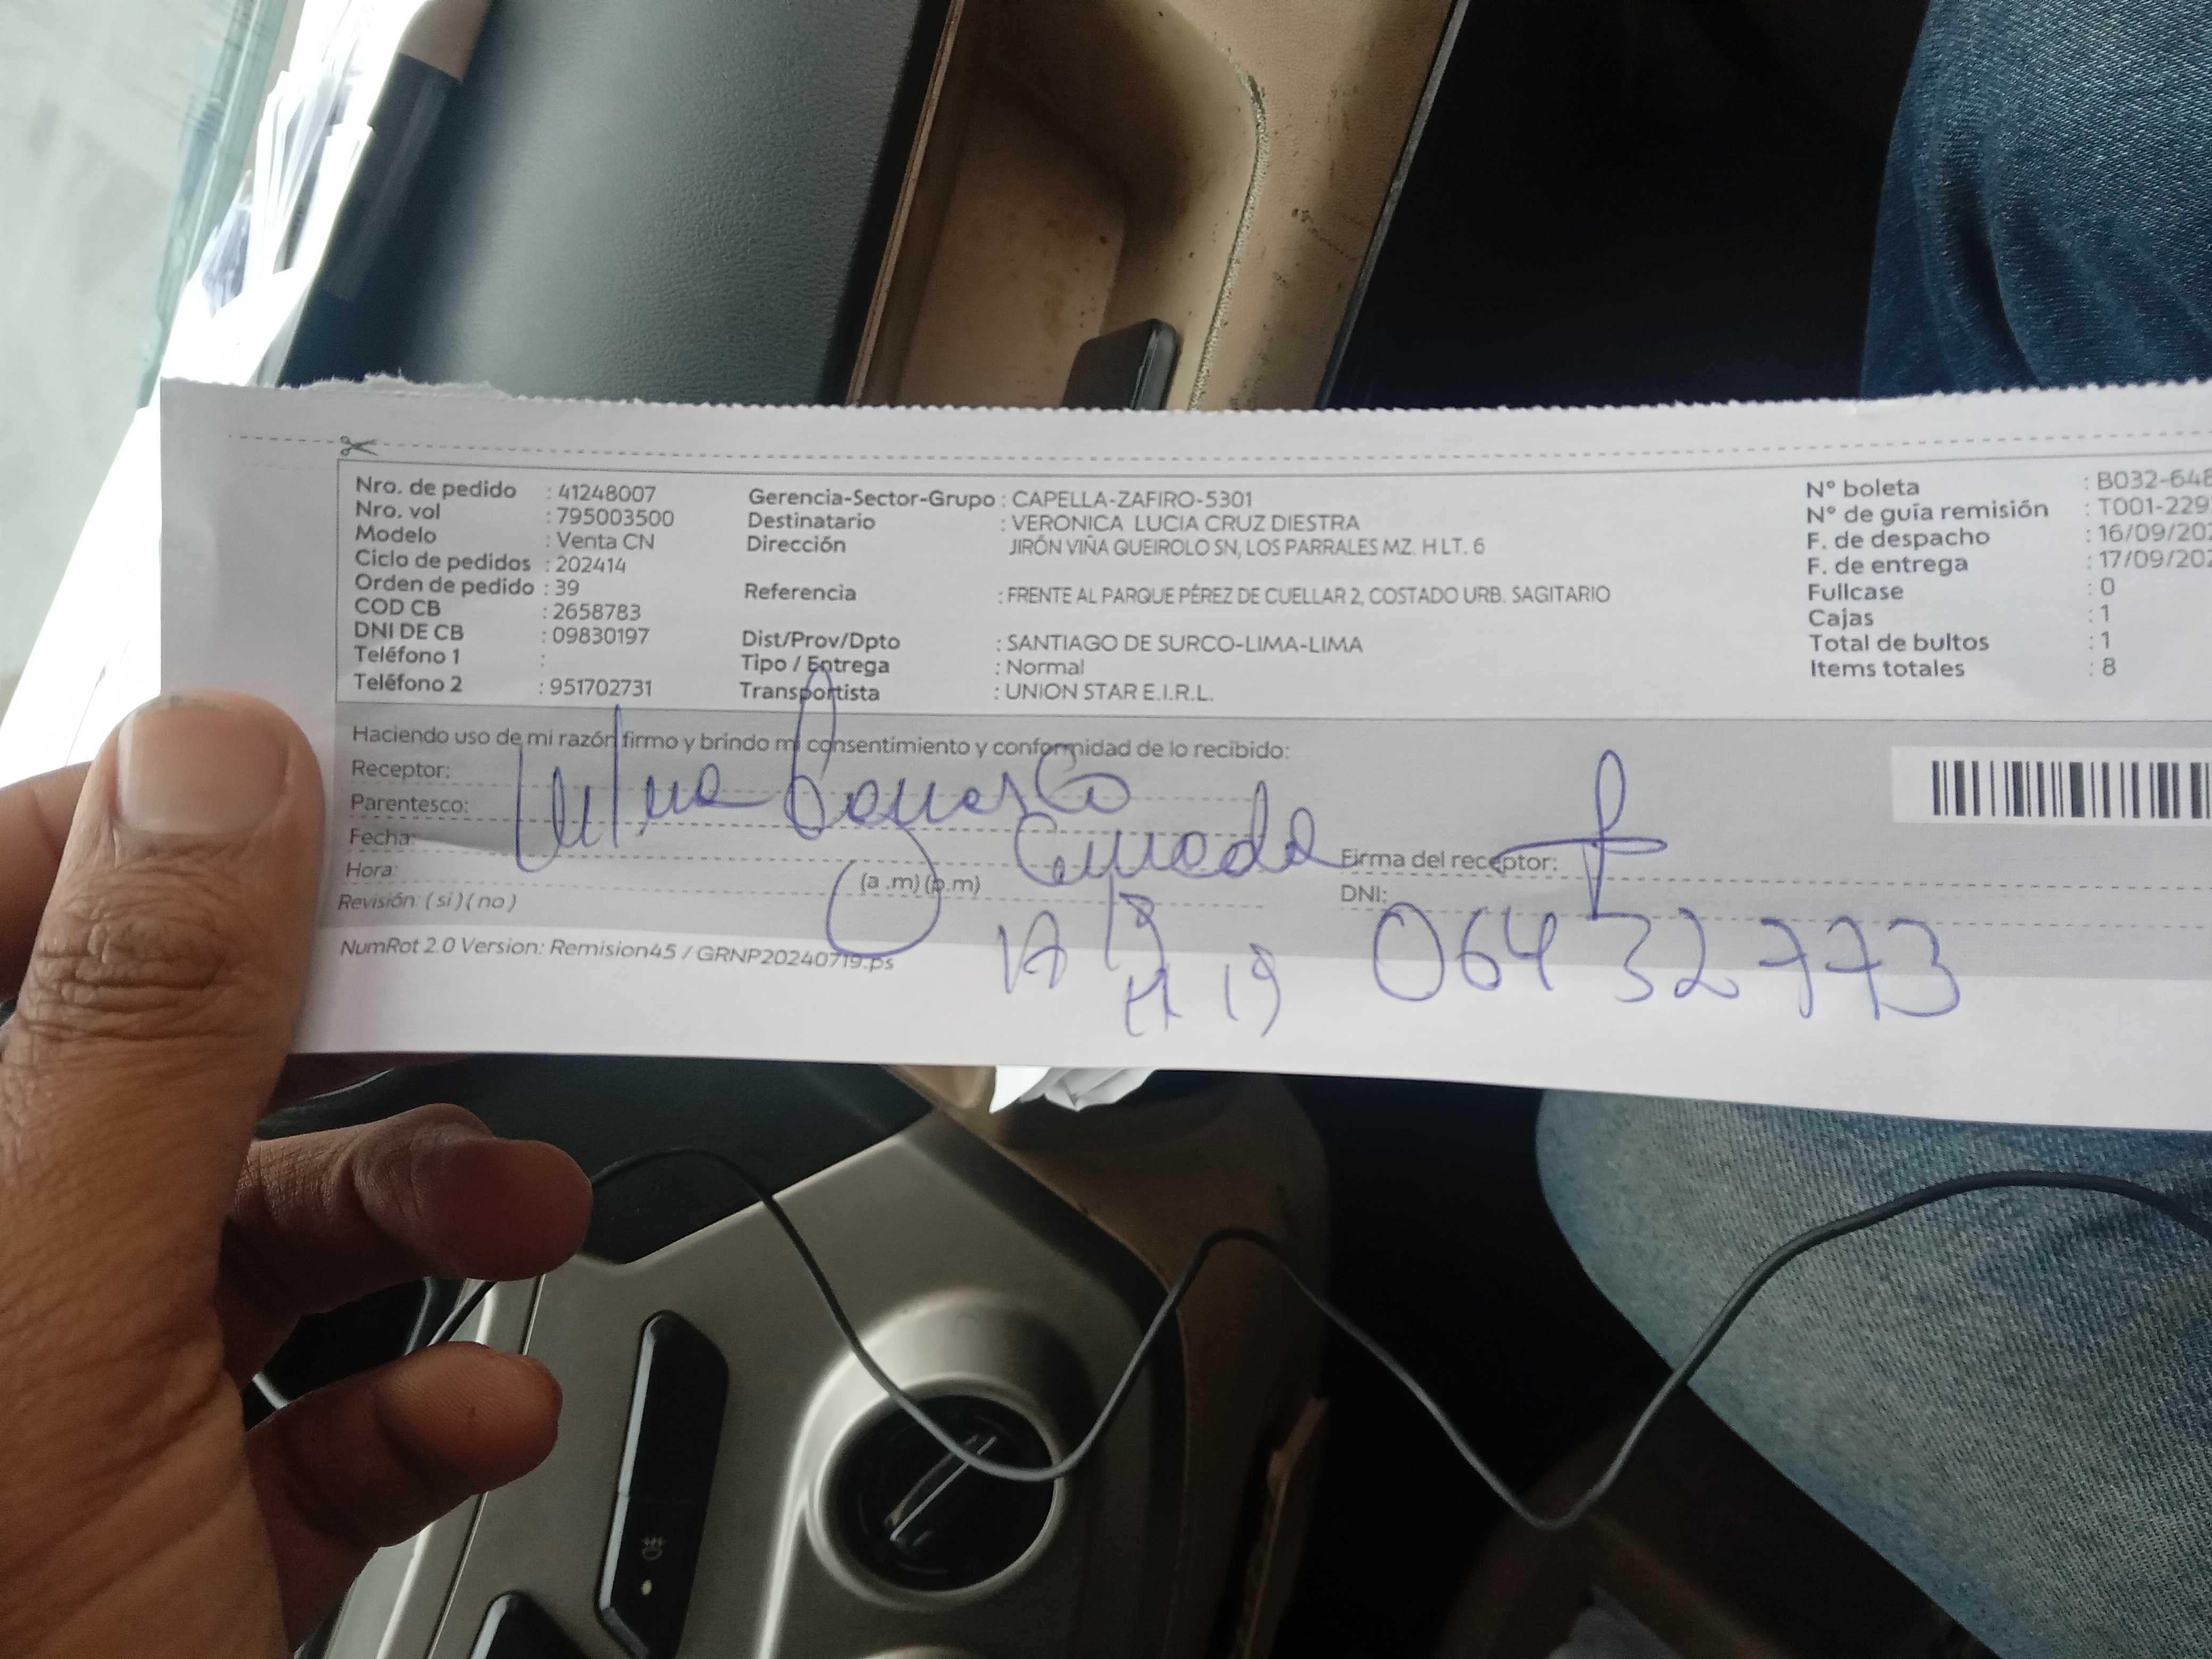 Nro. de pedido : 41248007
Nro. vol : 795003500
Modelo : Venta CN
Ciclo de pedidos : 202414
Orden de pedido : 39
COD CB : 2658783
DNI DE CB : 09830197
Teléfono 1 :
Teléfono 2 : 951702731
Gerencia-Sector-Grupo : CAPELLA-ZAFIRO-5301
Destinatario : VERONICA LUCIA CRUZ DIESTRA
Dirección JIRÓN VIÑA QUEIROLO SN, LOS PARRALES MZ. H LT. 6
Referencia : FRENTE AL PARQUE PÉREZ DE CUELLAR 2, COSTADO URB. SAGITARIO
Dist/Prov/Dpto : SANTIAGO DE SURCO-LIMA-LIMA
Tipo / Entrega : Normal
Transportista : UNION STAR E.I.R.L.
N° boleta : B032-648
N° de guía remisión : T001-229
F. de despacho : 16/09/202
F. de entrega : 17/09/202
Fullcase : 0
Cajas : 1
Total de bultos : 1
Items totales : 8
Haciendo uso de mi razón firmo y brindo mi consentimiento y conformidad de lo recibido:
Receptor:
Parentesco:
Fecha:
Hora: (a.m) (p.m)
Revisión: ( si ) ( no )
Firma del receptor:
DNI: 06432773
NumRot 2.0 Version: Remision45 / GRNP20240719.ps